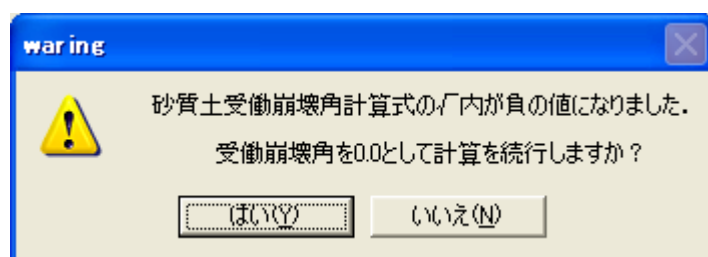 waring
砂質土受働崩壊角計算式の√内が負の値になりました.
受働崩壊角を0.0として計算を続行しますか？
はい(Y)
いいえ(N)